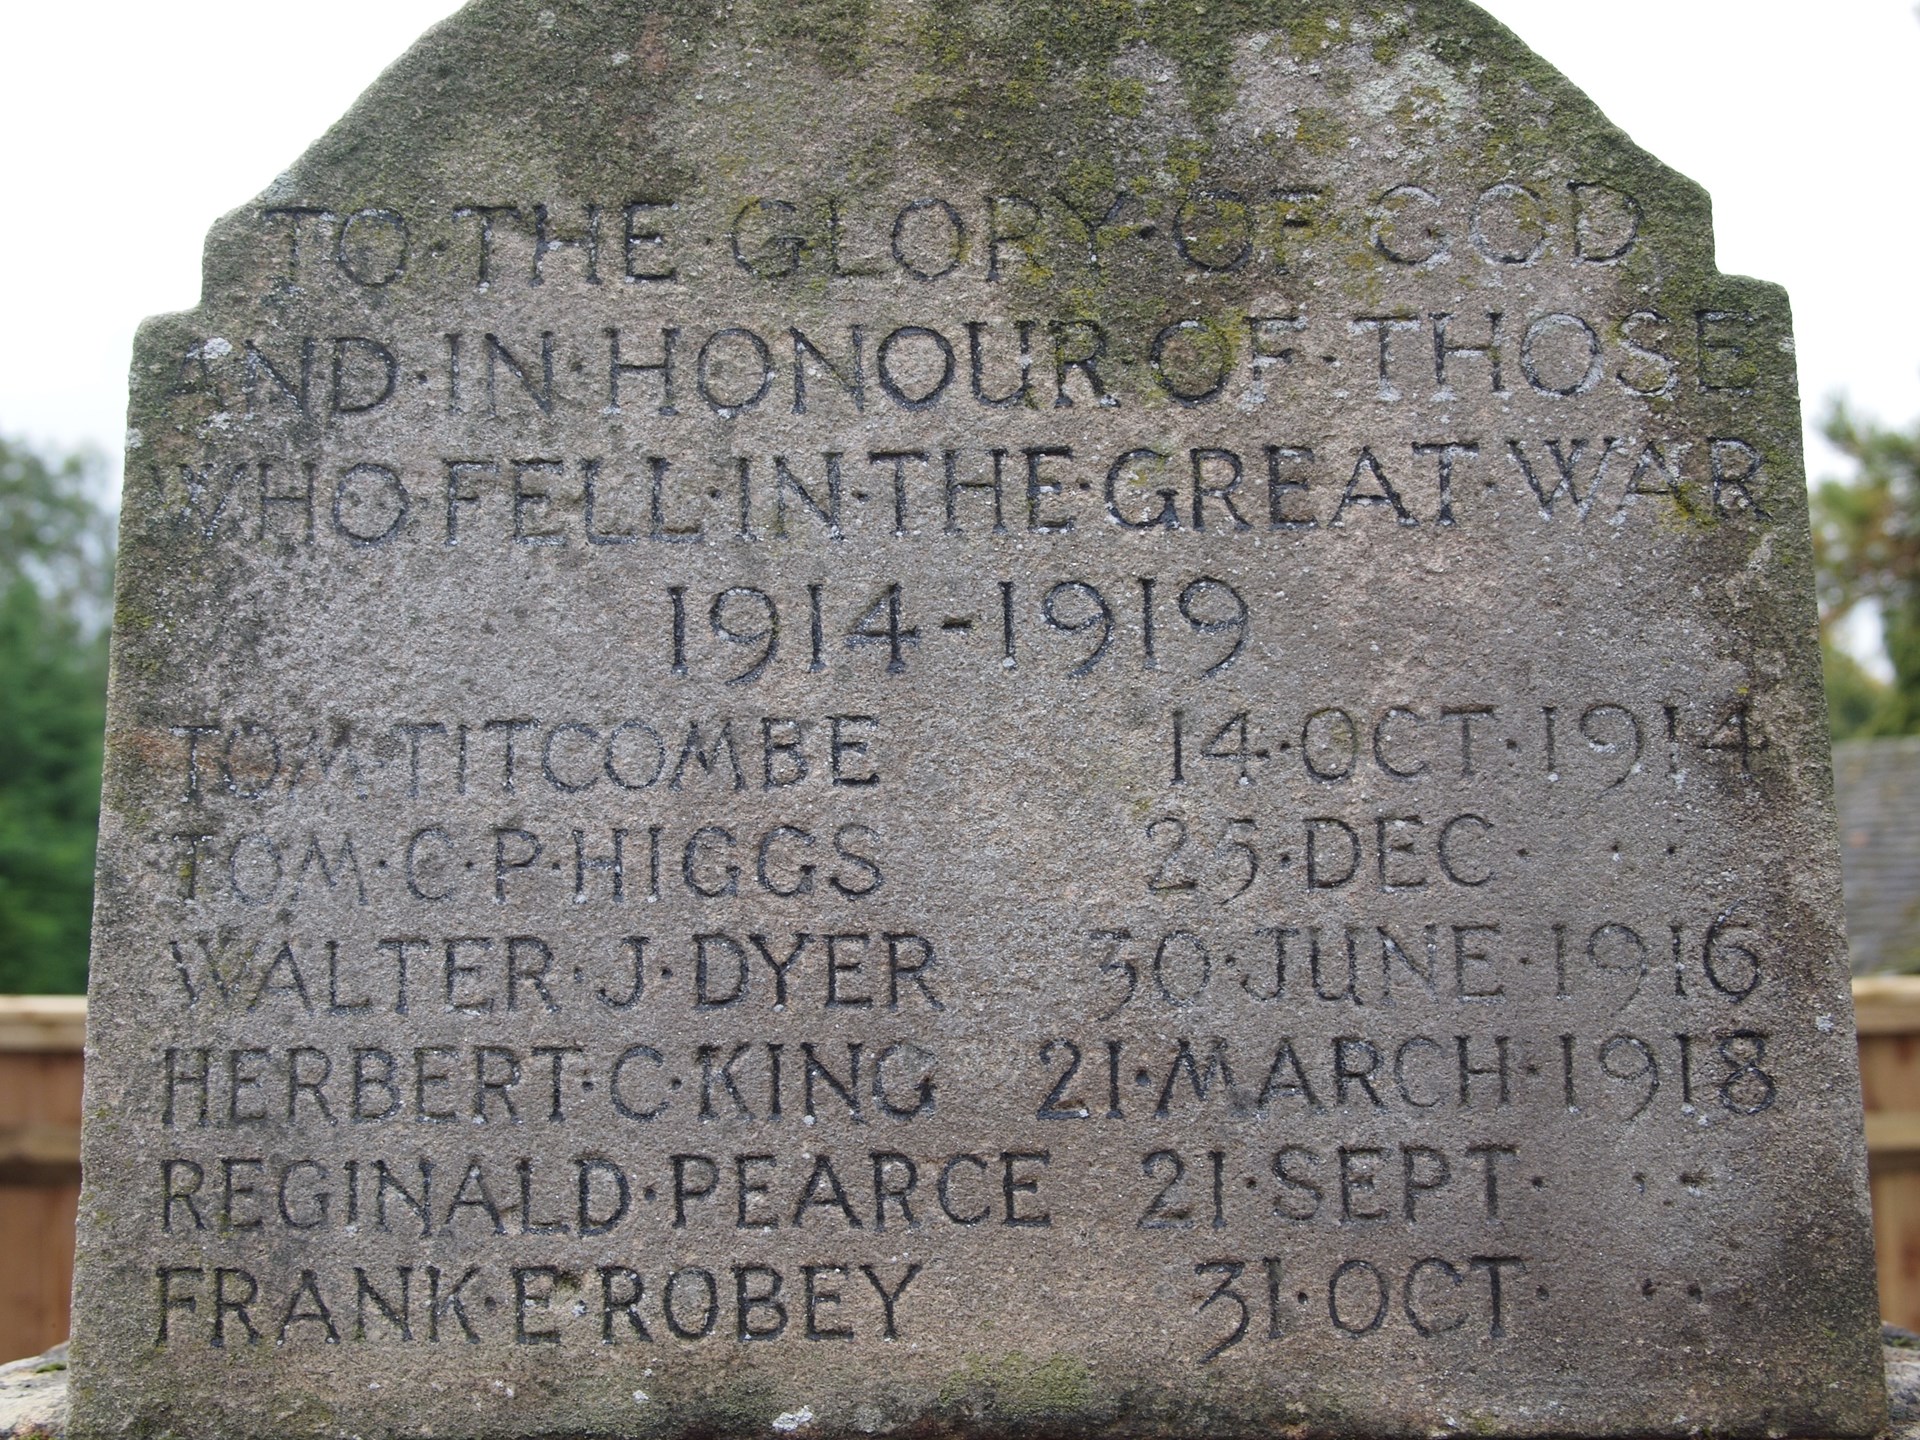 TO·THE·GLORY·OF·GOD
AND·IN·HONOUR·OF·THOSE
WHO·FELL·IN·THE·GREAT·WAR
1914-1919
TOM·TITCOMBE 14·OCT·1914
TOM·C·P·HIGGS 25·DEC· · ·
WALTER·J·DYER 30·JUNE·1916
HERBERT·C·KING 21·MARCH·1918
REGINALD·PEARCE 21·SEPT· · ·
FRANK·E·ROBEY 31·OCT· · ·